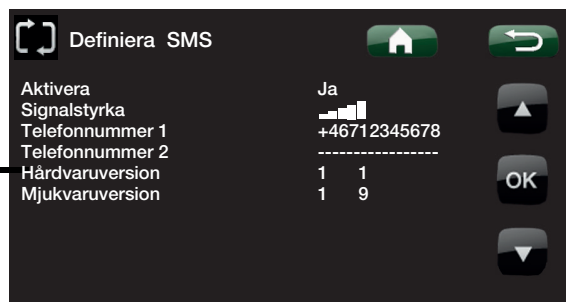 Definiera SMS
Aktivera Ja
Signalstyrka
Telefonnummer 1 +46712345678
Telefonnummer 2 -----------------
Hårdvaruversion 1 1
Mjukvaruversion 1 9
OK